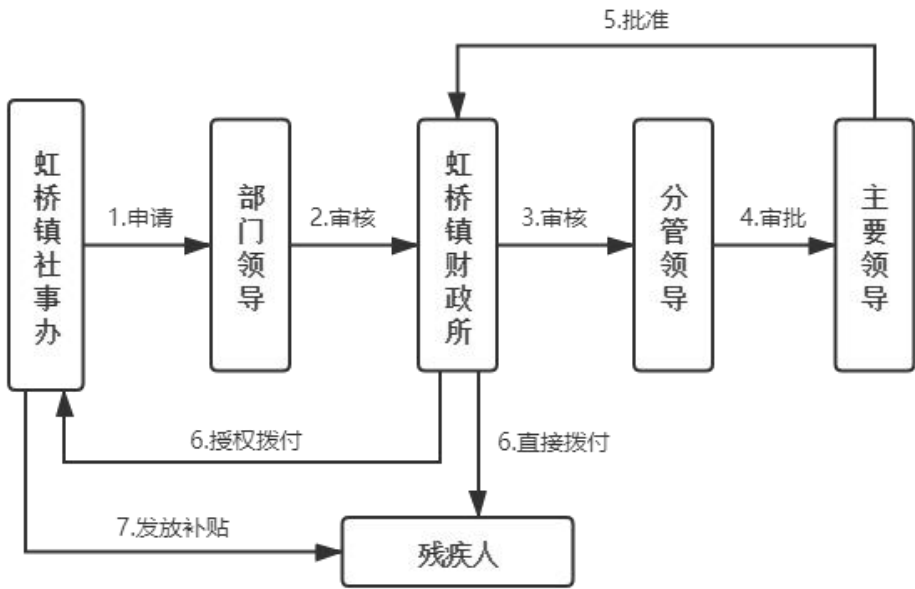 5.批准
虹桥镇社事办
1.申请
部门领导
2.审核
虹桥镇财政所
3.审核
分管领导
4.审批
主要领导
6.授权拨付
6.直接拨付
7.发放补贴
残疾人